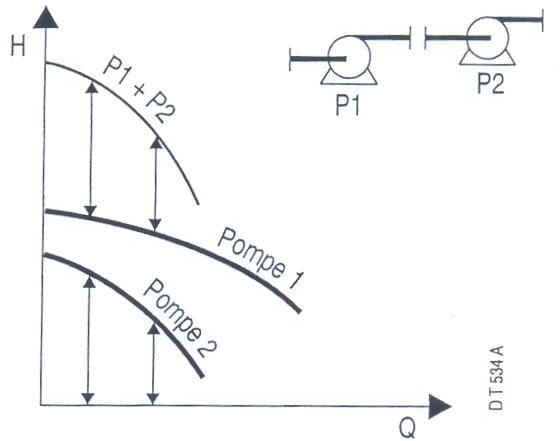 H
P1 + P2
P1
P2
Pompe 1
Pompe 2
Q
DT 534 A